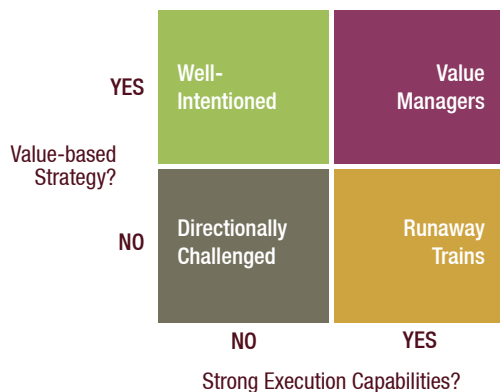 YES
Well-
Intentioned
Value
Managers
Value-based
Strategy?
NO
Directionally
Challenged
Runaway
Trains
NO
YES
Strong Execution Capabilities?